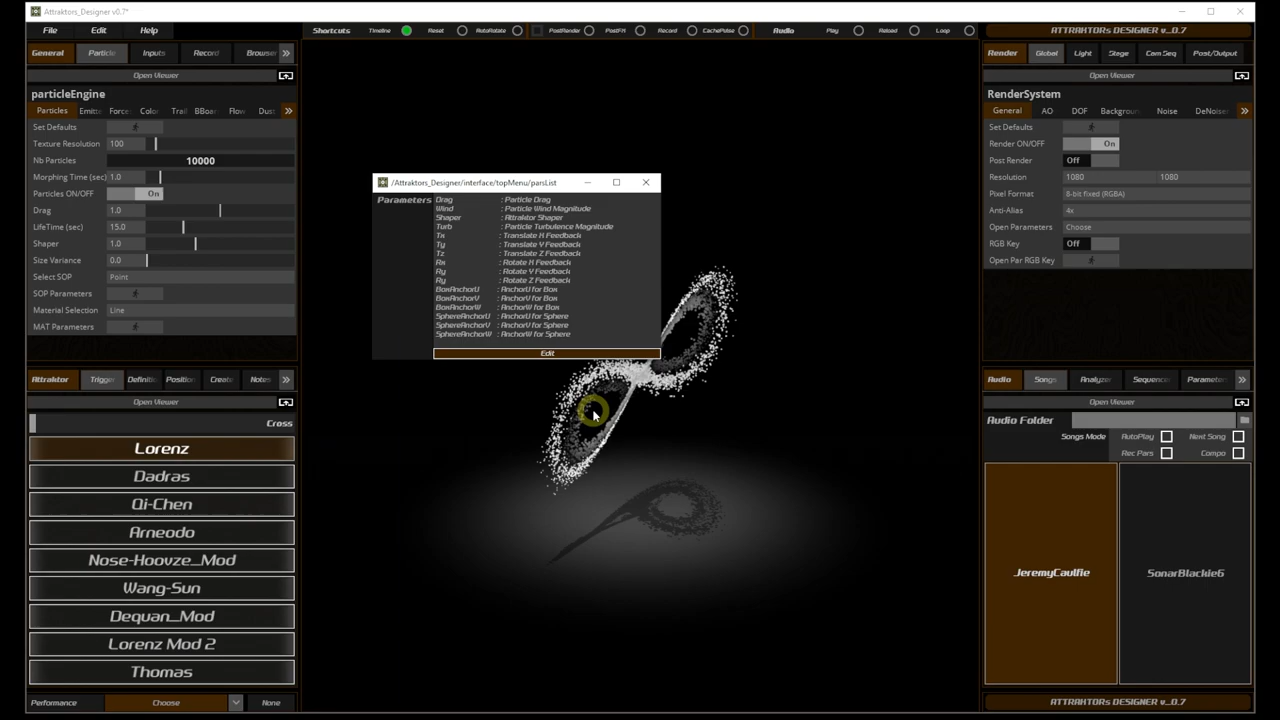 Attraktors_Designer v0.7*
File Edit Help
Shortcuts Timeline Reset AutoRotate PostRender PostFX Record CachePulse Audio Play Reload Loop
ATTRAKTORs DESIGNER v_0.7
General Particle Inputs Record Browser »
Open Viewer
particleEngine
Particles Emitte Force Color Trail BBoar Flow Dust »
Set Defaults
Texture Resolution 100
Nb Particles 10000
Morphing Time (sec) 1.0
Particles ON/OFF On
Drag 1.0
LifeTime (sec) 15.0
Shaper 1.0
Size Variance 0.0
Select SOP Point
SOP Parameters
Material Selection Line
MAT Parameters
/Attraktors_Designer/interface/topMenu/parsList
Parameters
Drag : Particle Drag
Wind : Particle Wind Magnitude
Shaper : Attraktor Shaper
Turb : Particle Turbulence Magnitude
Tx : Translate X Feedback
Ty : Translate Y Feedback
Tz : Translate Z Feedback
Rx : Rotate X Feedback
Ry : Rotate Y Feedback
Ry : Rotate Z Feedback
BoxAnchorU : AnchorU for Box
BoxAnchorV : AnchorV for Box
BoxAnchorW : AnchorW for Box
SphereAnchorU : AnchorU for Sphere
SphereAnchorV : AnchorV for Sphere
SphereAnchorW : AnchorW for Sphere
Edit
Render Global Light Stage Cam Seq Post/Output
Open Viewer
RenderSystem
General AO DOF Backgroun Noise DeNoise »
Set Defaults
Render ON/OFF On
Post Render Off
Resolution 1080 1080
Pixel Format 8-bit fixed (RGBA)
Anti-Alias 4x
Open Parameters Choose
RGB Key Off
Open Par RGB Key
Attraktor Trigger Definiti Position Create Notes »
Open Viewer
Cross
Lorenz
Dadras
Qi-Chen
Arneodo
Nose-Hoovze_Mod
Wang-Sun
Dequan_Mod
Lorenz Mod 2
Thomas
Performance Choose None
Audio Songs Analyzer Sequence Parameter »
Open Viewer
Audio Folder
Songs Mode AutoPlay Next Song
Rec Pars Compo
JeremyCaulfie SonarBlackie6
ATTRAKTORs DESIGNER v_0.7